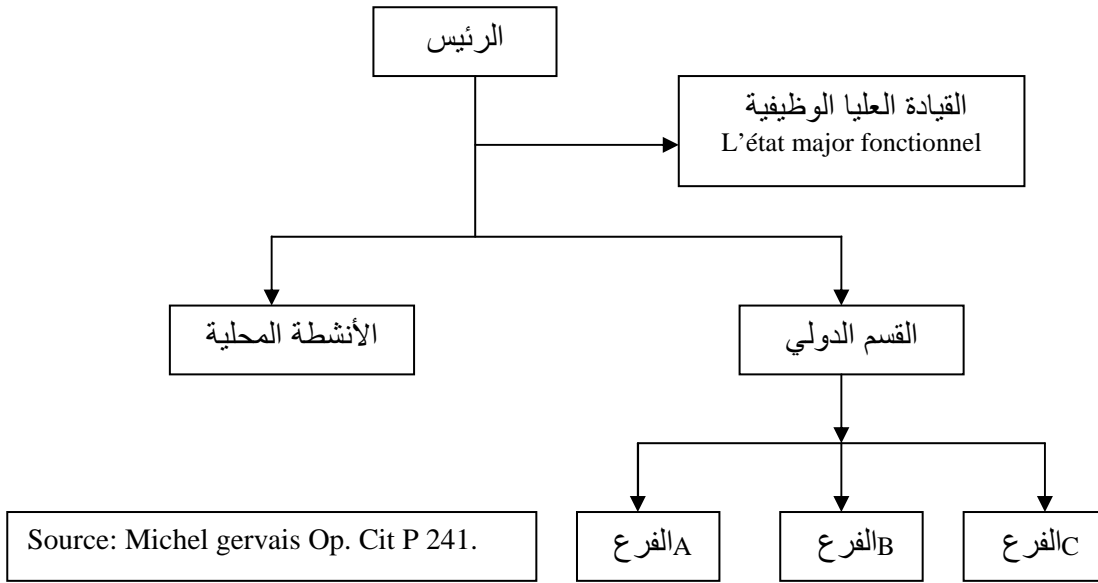 الرئيس
القيادة العليا الوظيفية
L’état major fonctionnel
القسم الدولي
الأنشطة المحلية
الفرعC
الفرعB
الفرعA
Source: Michel gervais Op. Cit P 241.